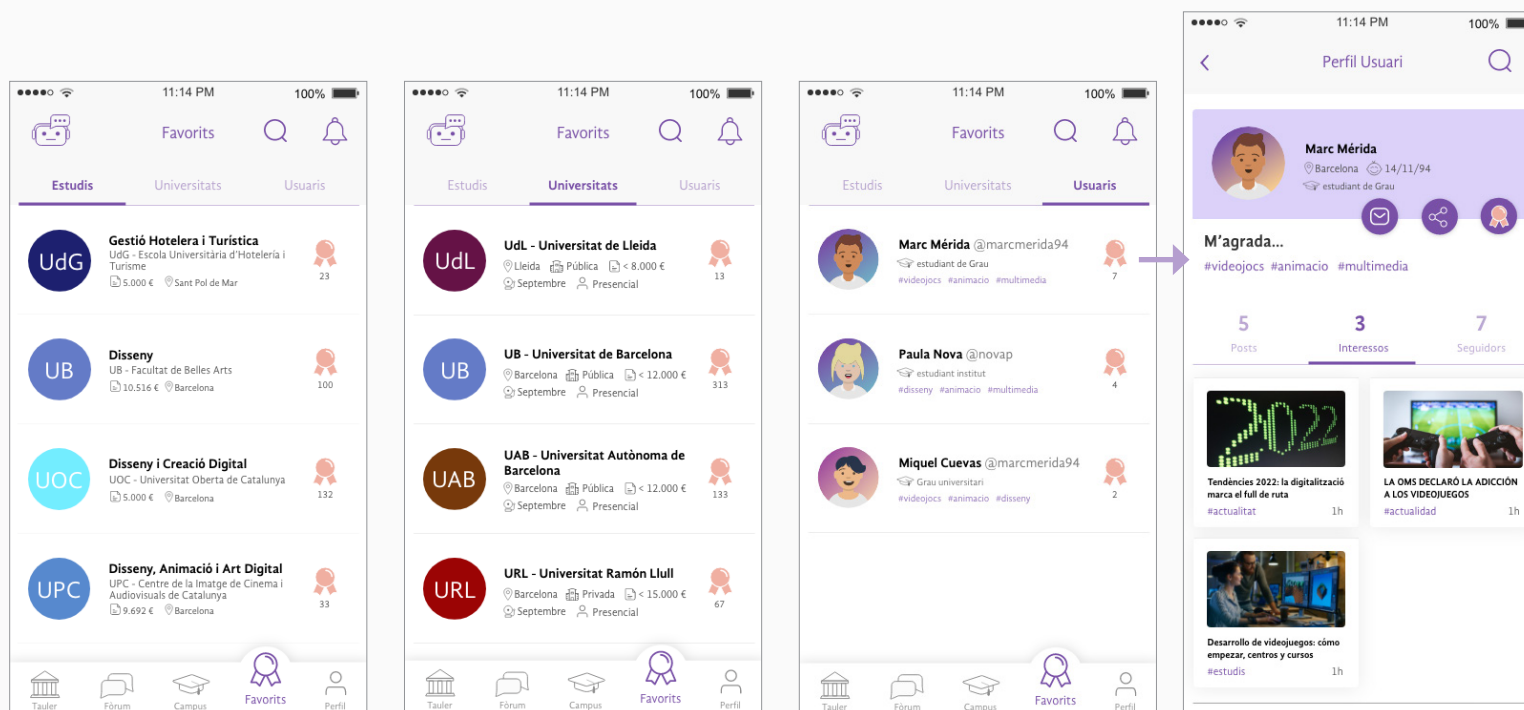 11:14 PM
100%
Favorits
Estudis
Universitats
Usuaris
UdG
Gestió Hotelera i Turística
UdG - Escola Universitària d'Hotelería i
Turisme
5.000 €
Sant Pol de Mar
23
UB
Disseny
UB - Facultat de Belles Arts
10.516 €
Barcelona
100
UOC
Disseny i Creació Digital
UOC - Universitat Oberta de Catalunya
5.000 €
Barcelona
132
UPC
Disseny, Animació i Art Digital
UPC - Centre de la Imatge de Cinema i
Audiovisuals de Catalunya
9.692 €
Barcelona
33
Tauler
Fòrum
Campus
Favorits
Perfil
11:14 PM
100%
Favorits
Estudis
Universitats
Usuaris
UdL
UdL - Universitat de Lleida
Lleida Pública < 8.000 €
Septembre Presencial
13
UB
UB - Universitat de Barcelona
Barcelona Pública < 12.000 €
Septembre Presencial
313
UAB
UAB - Universitat Autònoma de
Barcelona
Barcelona Pública < 12.000 €
Septembre Presencial
133
URL
URL - Universitat Ramón Llull
Barcelona Privada < 15.000 €
Septembre Presencial
67
Tauler
Fòrum
Campus
Favorits
Perfil
11:14 PM
100%
Favorits
Estudis
Universitats
Usuaris
Marc Mérida @marcmerida94
estudiant de Grau
#videojocs #animacio #multimedia
7
Paula Nova @novap
estudiant institut
#disseny #animacio #multimedia
4
Miquel Cuevas @marcmerida94
Grau universitari
#videojocs #animacio #disseny
2
Tauler
Fòrum
Campus
Favorits
Perfil
11:14 PM
100%
Perfil Usuari
Marc Mérida
Barcelona 14/11/94
estudiant de Grau
M'agrada...
#videojocs #animacio #multimedia
5
Posts
3
Interessos
7
Seguidors
2022
Tendències 2022: la digitalització
marca el full de ruta
#actualitat 1h
LA OMS DECLARÓ LA ADICCIÓN
A LOS VIDEOJUEGOS
#actualidad 1h
Desarrollo de videojuegos: cómo
empezar, centros y cursos
#estudis 1h